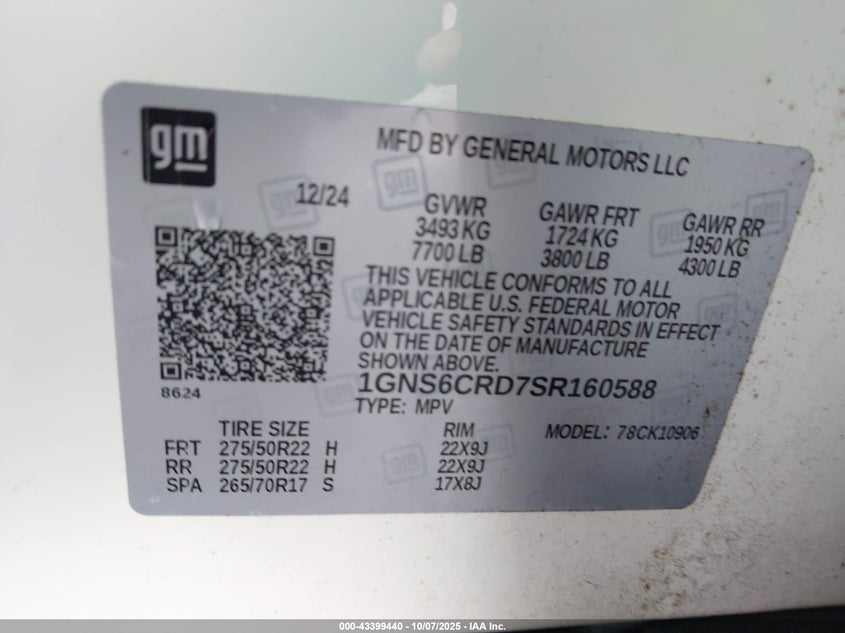 gm
MFD BY GENERAL MOTORS LLC
12/24
GVWR
3493 KG
7700 LB
GAWR FRT
1724 KG
3800 LB
GAWR RR
1950 KG
4300 LB
THIS VEHICLE CONFORMS TO ALL
APPLICABLE U.S. FEDERAL MOTOR
VEHICLE SAFETY STANDARDS IN EFFECT
ON THE DATE OF MANUFACTURE
SHOWN ABOVE.
8624
1GNS6CRD7SR160588
TYPE: MPV
MODEL: 78CK10906
TIRE SIZE RIM
FRT 275/50R22 H 22X9J
RR 275/50R22 H 22X9J
SPA 265/70R17 S 17X8J
000-43399440 - 10/07/2025 - IAA Inc.